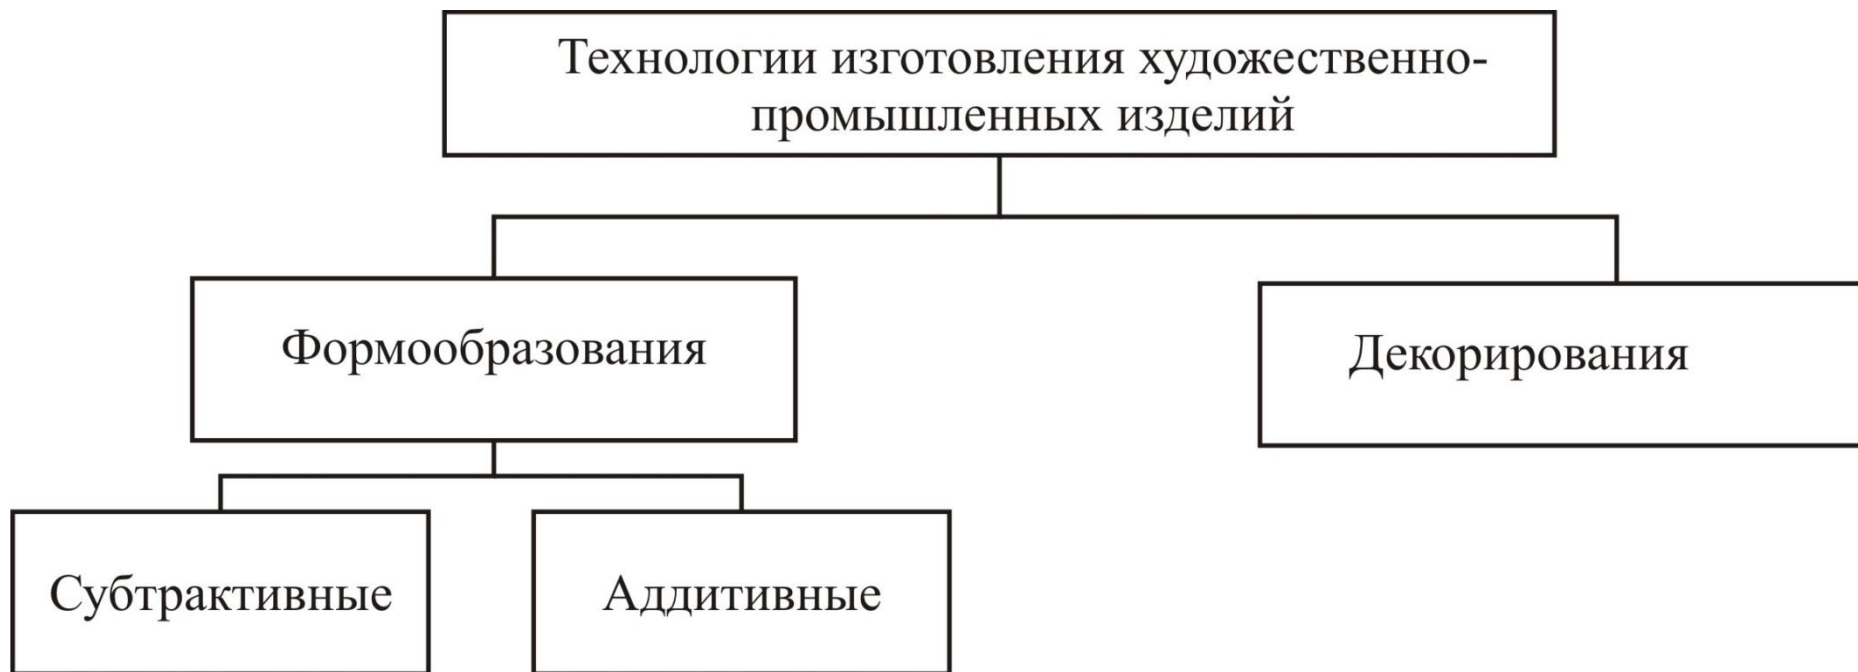 Технологии изготовления художественно-
промышленных изделий
Формообразования
Декорирования
Субтрактивные
Аддитивные